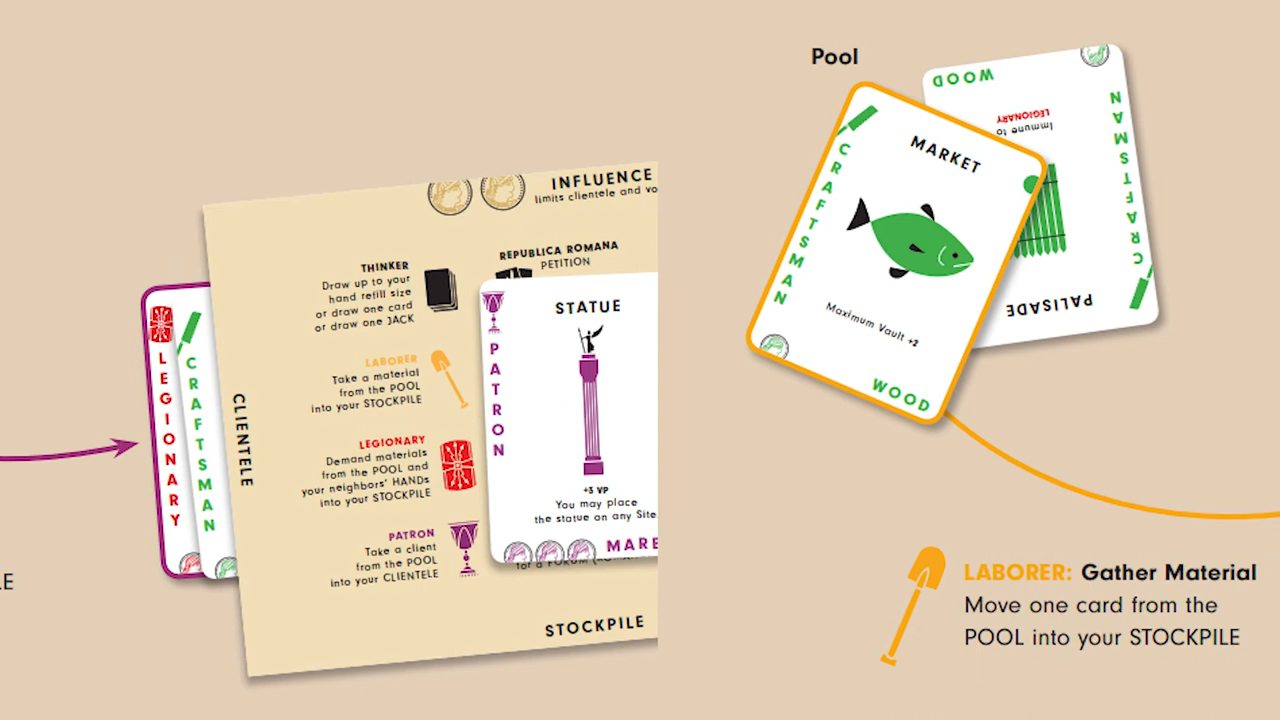 LE
LEGIONARY
CRAFTSMAN
CLIENTELE
INFLUENCE
limits clientele and vo
THINKER
Draw up to your
hand refill size
or draw one card
or draw one JACK
LABORER
Take a material
from the POOL
into your STOCKPILE
LEGIONARY
Demand materials
from the POOL and
your neighbors' HANDs
into your STOCKPILE
PATRON
Take a client
from the POOL
into your CLIENTELE
REPUBLICA ROMANA
PETITION
PATRON
STATUE
+3 VP
You may place
the statue on any Site
MARB
STOCKPILE
Pool
CRAFTSMAN
MARKET
Maximum Vault +2
WOOD
WOOD
CRAFTSMAN
Immune to
LEGIONARY
PALISADE
LABORER: Gather Material
Move one card from the
POOL into your STOCKPILE